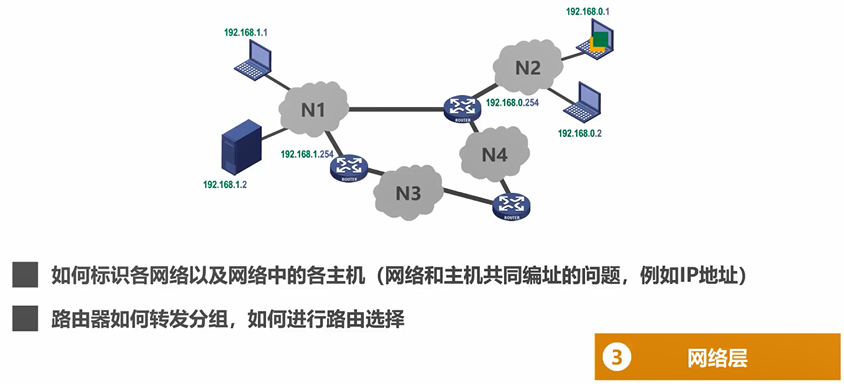 192.168.0.1
192.168.1.1
N2
192.168.0.254
N1
ROUTER
192.168.0.2
192.168.1.254
N4
192.168.1.2
ROUTER
N3
ROUTER
如何标识各网络以及网络中的各主机（网络和主机共同编址的问题，例如IP地址）
路由器如何转发分组，如何进行路由选择
3 网络层